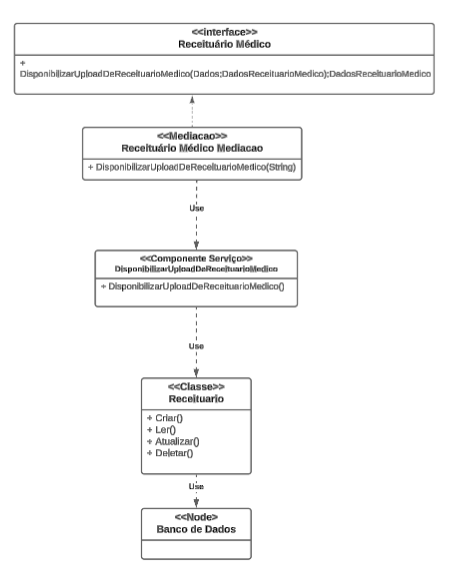 <<interface>>
Receituário Médico
+
DisponibilizarUploadDeReceituarioMedico(Dados:DadosReceituarioMedico):DadosReceituarioMedico
<<Mediacao>>
Receituário Médico Mediacao
+ DisponibilizarUploadDeReceituarioMedico(String)
Use
<<Componente Serviço>>
DisponibilizarUploadDeReceituarioMedico
+ DisponibilizarUploadDeReceituarioMedico()
Use
<<Classe>>
Receituario
+ Criar()
+ Ler()
+ Atualizar()
+ Deletar()
Use
<<Node>
Banco de Dados